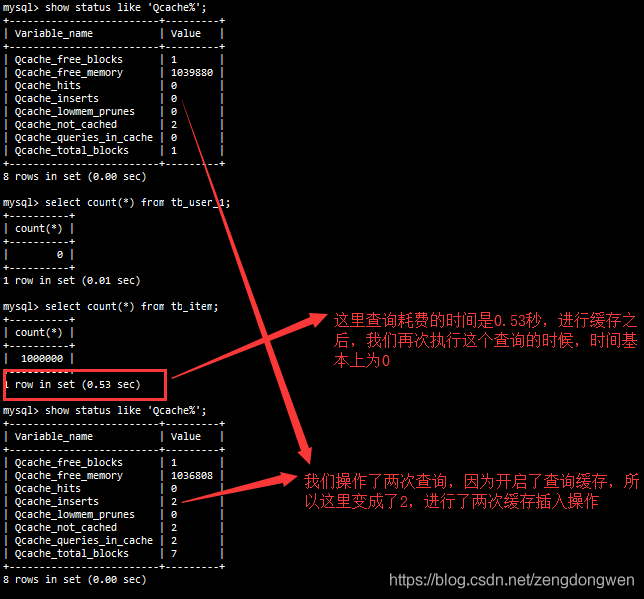 mysql> show status like 'Qcache%';
+-------------------------+---------+
| Variable_name           | Value   |
+-------------------------+---------+
| Qcache_free_blocks      | 1       |
| Qcache_free_memory      | 1039880 |
| Qcache_hits             | 0       |
| Qcache_inserts          | 0       |
| Qcache_lowmem_prunes    | 0       |
| Qcache_not_cached       | 2       |
| Qcache_queries_in_cache | 0       |
| Qcache_total_blocks     | 1       |
+-------------------------+---------+
8 rows in set (0.00 sec)
mysql> select count(*) from tb_user_1;
+----------+
| count(*) |
+----------+
|        0 |
+----------+
1 row in set (0.01 sec)
mysql> select count(*) from tb_item;
+----------+
| count(*) |
+----------+
|  1000000 |
+----------+
1 row in set (0.53 sec)
这里查询耗费的时间是0.53秒，进行缓存之
后，我们再次执行这个查询的时候，时间基
本上为0
mysql> show status like 'Qcache%';
+-------------------------+---------+
| Variable_name           | Value   |
+-------------------------+---------+
| Qcache_free_blocks      | 1       |
| Qcache_free_memory      | 1036808 |
| Qcache_hits             | 0       |
| Qcache_inserts          | 2       |
| Qcache_lowmem_prunes    | 0       |
| Qcache_not_cached       | 2       |
| Qcache_queries_in_cache | 2       |
| Qcache_total_blocks     | 7       |
+-------------------------+---------+
8 rows in set (0.00 sec)
我们操作了两次查询，因为开启了查询缓存，所
以这里变成了2，进行了两次缓存插入操作
https://blog.csdn.net/zengdongwen